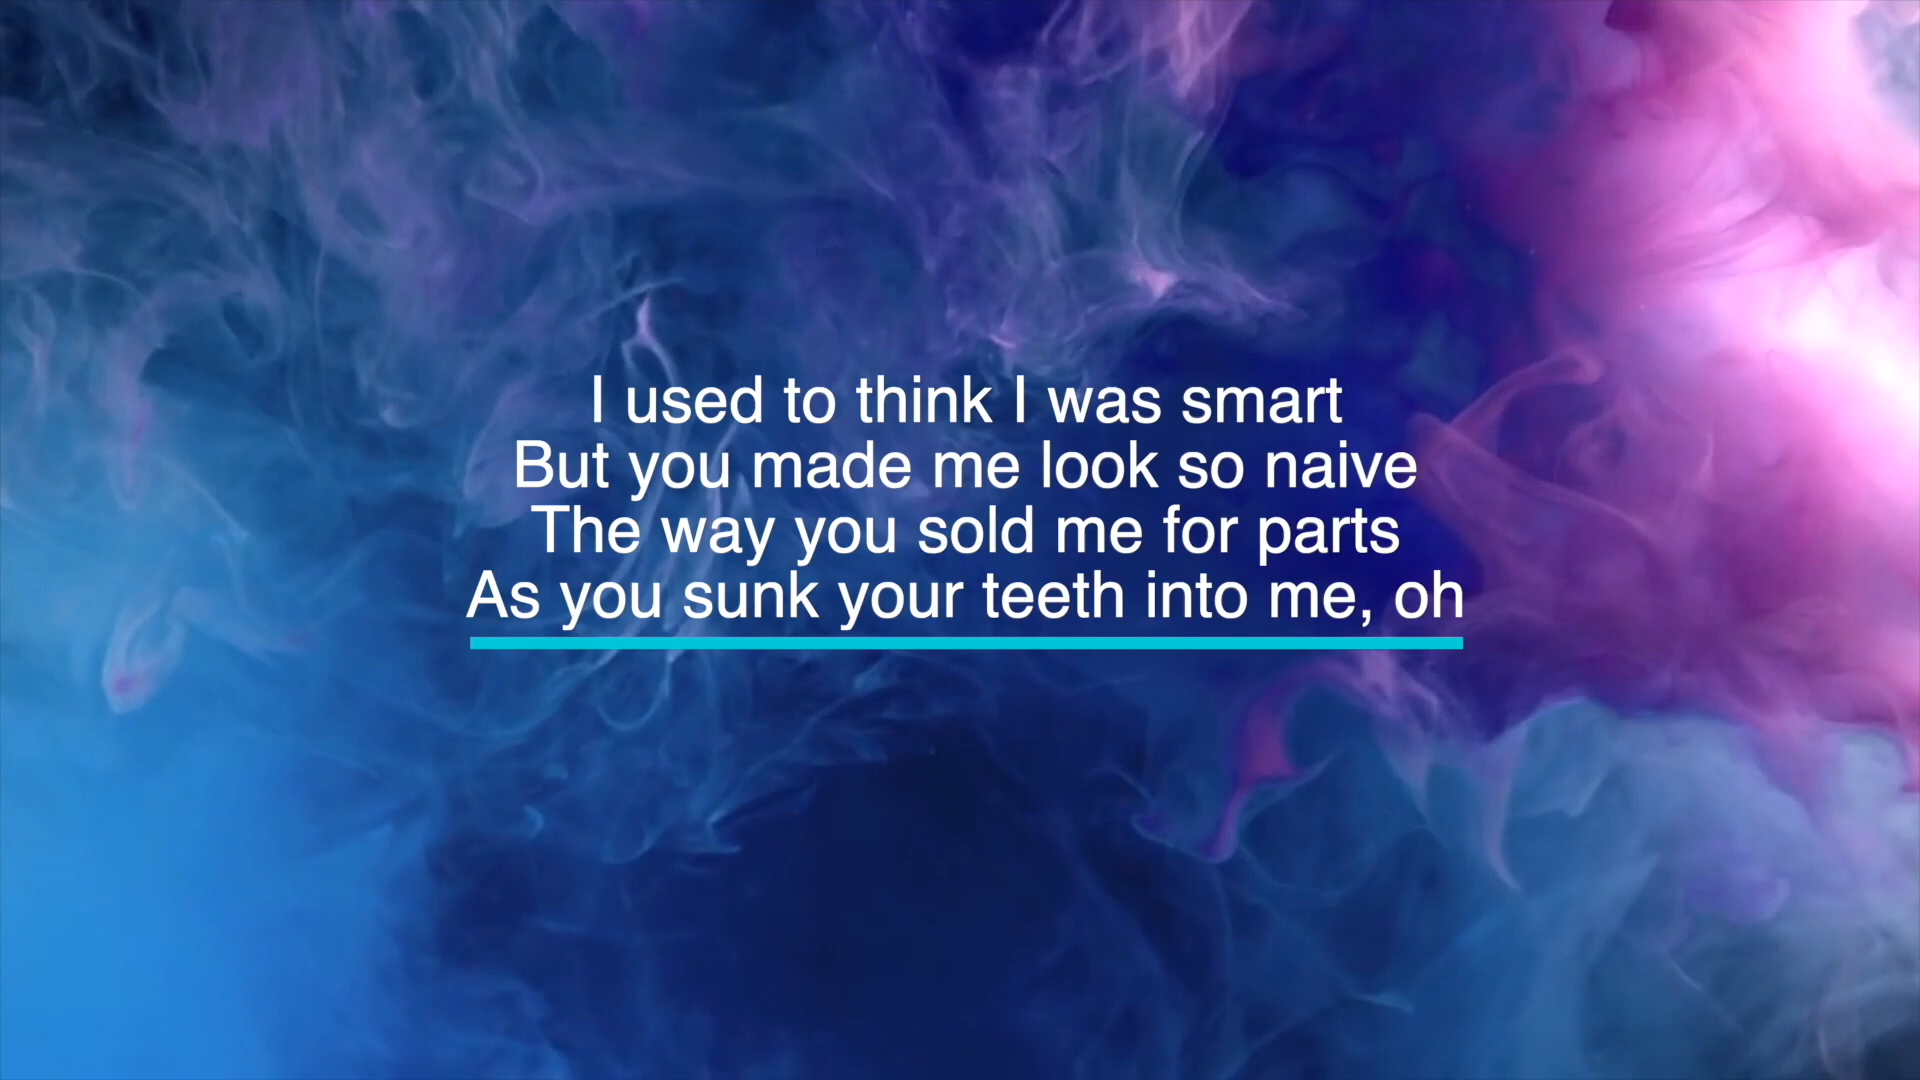 I used to think I was smart
But you made me look so naive
The way you sold me for parts
As you sunk your teeth into me, oh